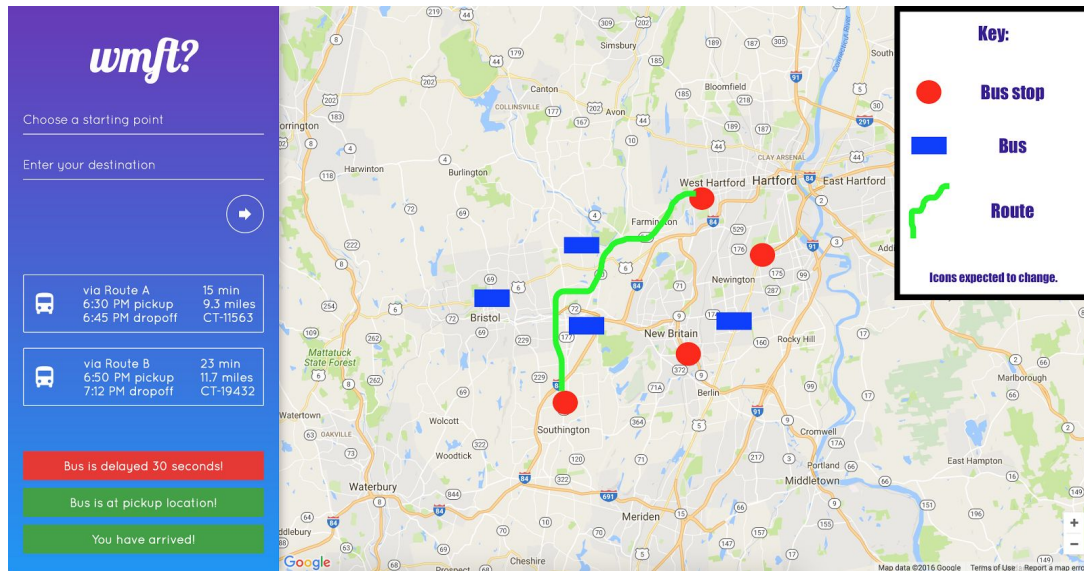 wmft?
Choose a starting point
Enter your destination
via Route A 15 min
6:30 PM pickup 9.3 miles
6:45 PM dropoff CT-11563
via Route B 23 min
6:50 PM pickup 11.7 miles
7:12 PM dropoff CT-19432
Bus is delayed 30 seconds!
Bus is at pickup location!
You have arrived!
Simsbury
Canton
Bloomfield
COLLINSVILLE
Avon
CLAY ARSENAL
Harwinton
Burlington
West Hartford
Hartford
East Hartford
Farmington
Newington
Bristol
New Britain
Rocky Hill
Mattatuck
State Forest
Berlin
Marlborough
Watertown
Wolcott
Southington
Cromwell
OAKVILLE
Woodtick
Portland
East Hampton
Waterbury
Middletown
Meriden
Cheshire
Prospect
Google
Map data ©2016 Google
Terms of Use
Report a map erro
Key:
Bus stop
Bus
Route
Icons expected to change.